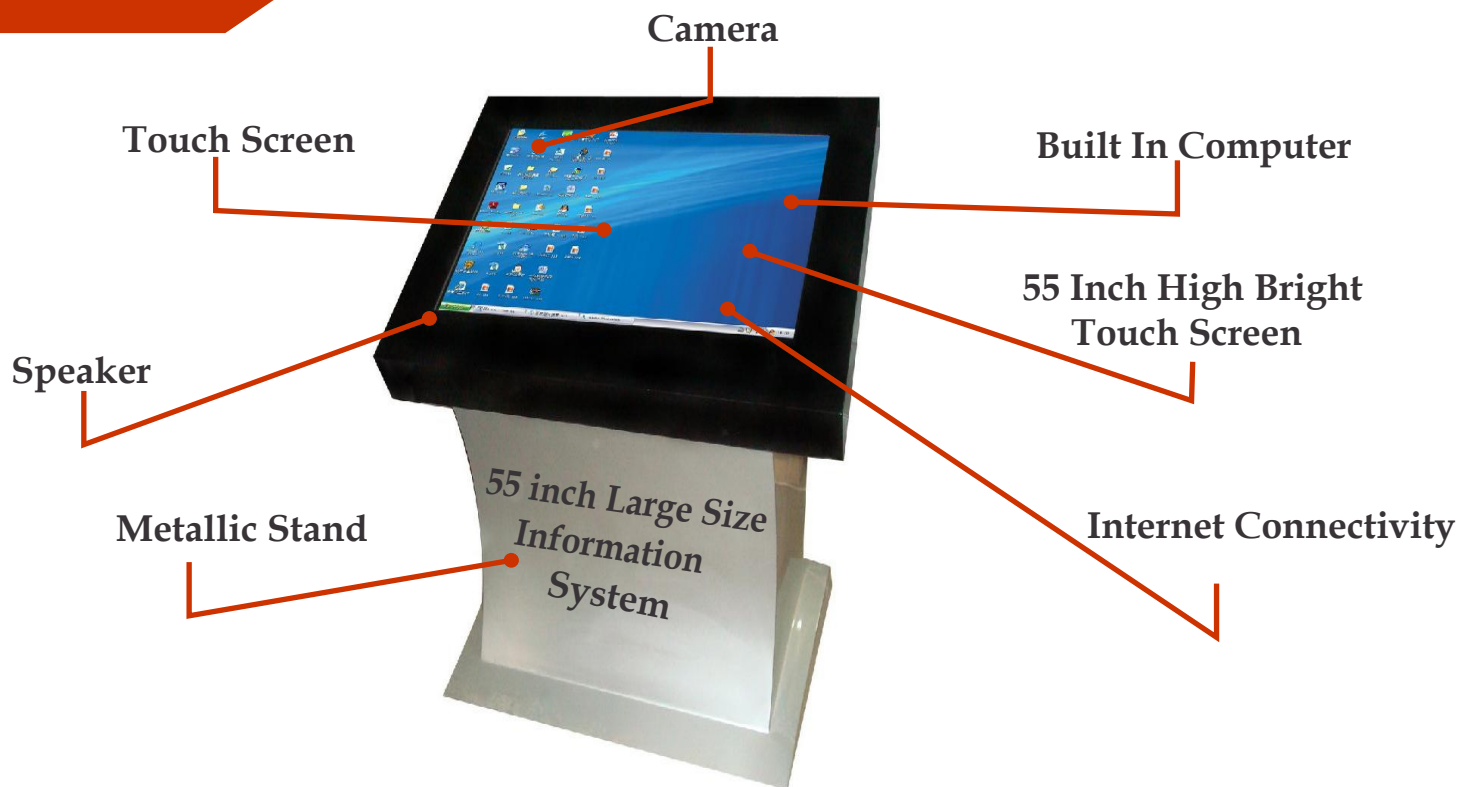 Camera
Touch Screen
Built In Computer
55 Inch High Bright
Touch Screen
Speaker
55 inch Large Size
Information
System
Metallic Stand
Internet Connectivity